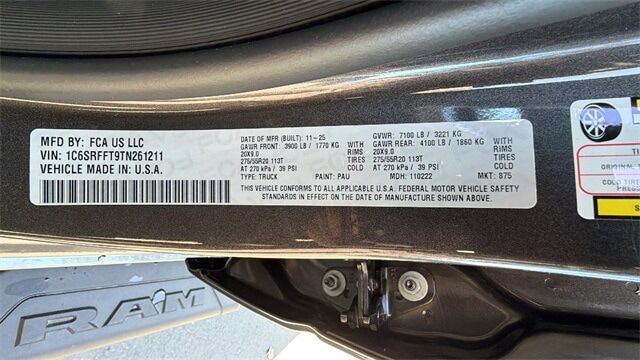 MFD BY: FCA US LLC
VIN: 1C6SRFFT9TN261211
VEHICLE MADE IN: U.S.A.
DATE OF MFR (BUILT): 11-25
GAWR FRONT: 3900 LB / 1770 KG WITH
20X9.0 RIMS
275/55R20 113T TIRES
AT 270 kPa / 39 PSI COLD
GVWR: 7100 LB / 3221 KG
GAWR REAR: 4100 LB / 1860 KG WITH
20X9.0 RIMS
275/55R20 113T TIRES
AT 270 kPa / 39 PSI COLD
TYPE: TRUCK PAINT: PAU MDH: 110222 MKT: 875
THIS VEHICLE CONFORMS TO ALL APPLICABLE U.S.A. FEDERAL MOTOR VEHICLE SAFETY
STANDARDS IN EFFECT ON THE DATE OF MANUFACTURE SHOWN ABOVE.
ORIGINAL
COLD TIRE
RAM